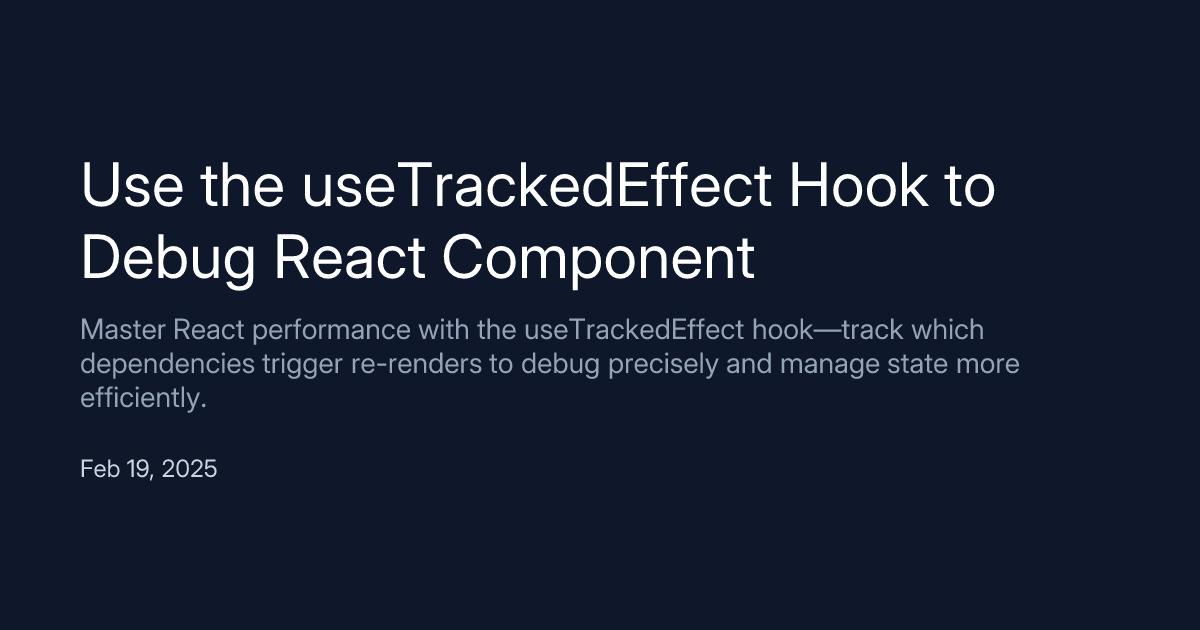 Use the useTrackedEffect Hook to
Debug React Component
Master React performance with the useTrackedEffect hook—track which
dependencies trigger re-renders to debug precisely and manage state more
efficiently.
Feb 19, 2025